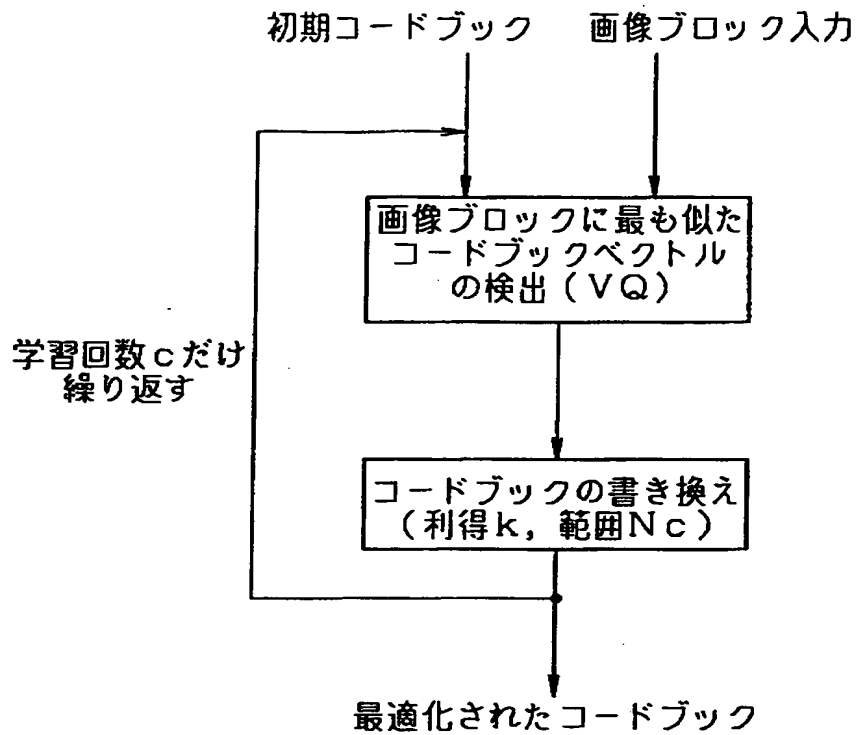 初期コードブック
画像ブロック入力
画像ブロックに最も似た
コードブックベクトル
の検出（VQ）
学習回数cだけ
繰り返す
コードブックの書き換え
（利得k，範囲Nc）
最適化されたコードブック